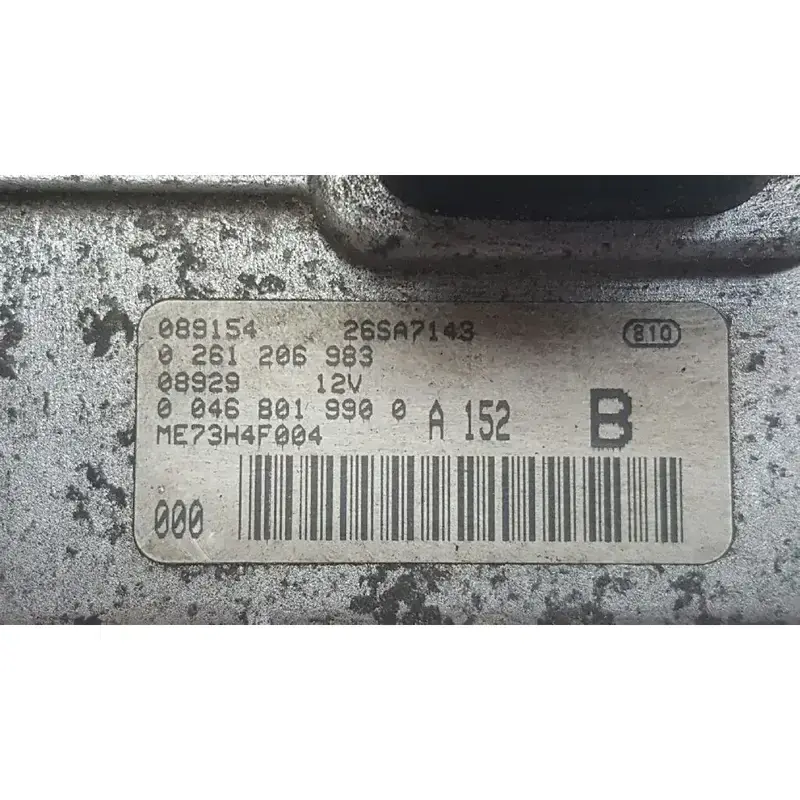 089154 26SA7143 810
0 261 206 983
08929 12V
0 046 801 990 0 A 152 B
ME73H4F004
000